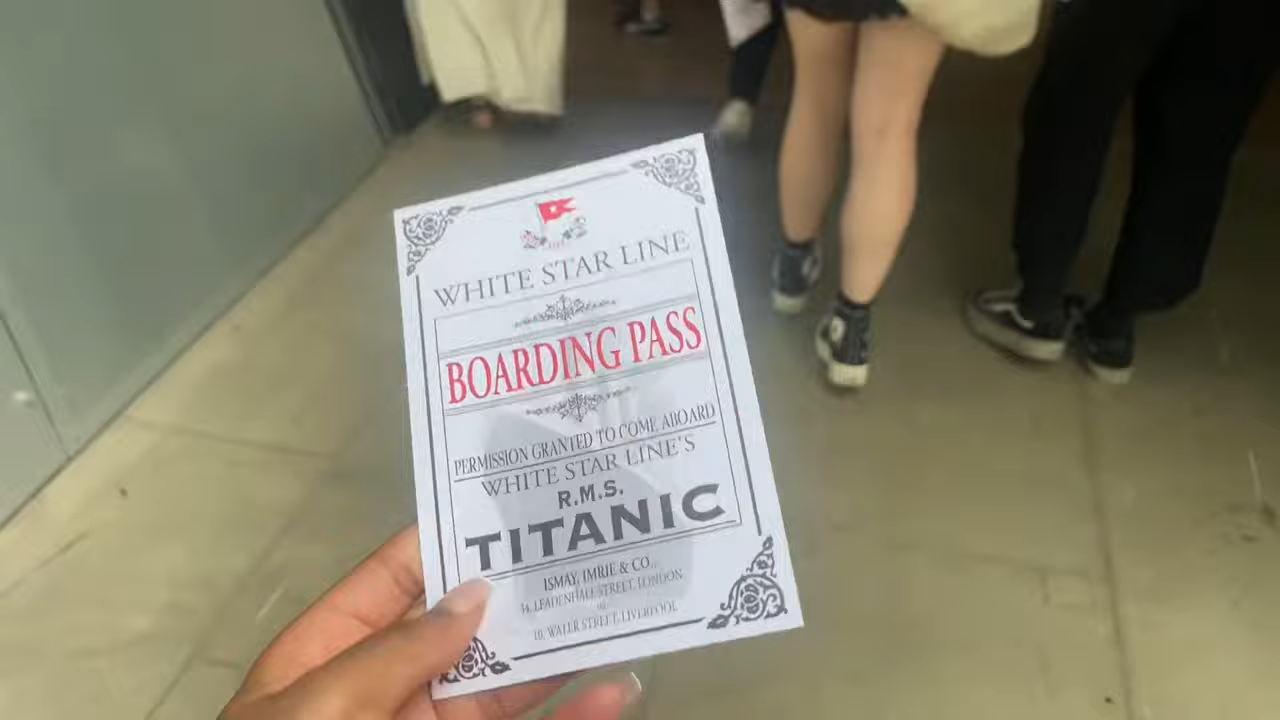 WHITE STAR LINE
BOARDING PASS
PERMISSION GRANTED TO COME ABOARD
WHITE STAR LINE'S
R.M.S.
TITANIC
ISMAY, IMRIE & CO.,
34, LEADENHALL STREET, LONDON
or
10, WATER STREET, LIVERPOOL